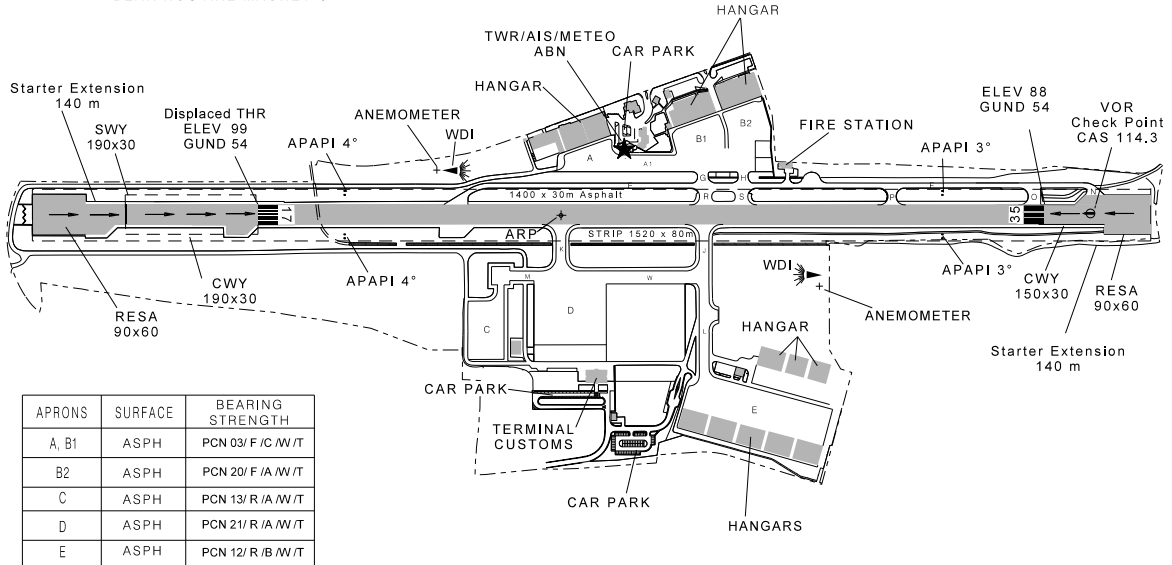 HANGAR
TWR/AIS/METEO
ABN
CAR PARK
HANGAR
Starter Extension
140 m
SWY
190x30
Displaced THR
ELEV 99
GUND 54
ANEMOMETER
WDI
APAPI 4°
FIRE STATION
APAPI 3°
ELEV 88
GUND 54
VOR
Check Point
CAS 114.3
A
A1
B1
B2
G
H
F
F
N
1400 x 30m Asphalt
R
S
P
O
17
35
ARP
STRIP 1520 x 80m
APAPI 4°
CWY
190x30
RESA
90x60
K
J
M
W
WDI
ANEMOMETER
APAPI 3°
CWY
150x30
RESA
90x60
Starter Extension
140 m
C
D
L
HANGAR
E
CAR PARK
TERMINAL
CUSTOMS
CAR PARK
HANGARS
APRONS SURFACE BEARING STRENGTH
A, B1 ASPH PCN 03/ F /C /W /T
B2 ASPH PCN 20/ F /A /W /T
C ASPH PCN 13/ R /A /W /T
D ASPH PCN 21/ R /A /W /T
E ASPH PCN 12/ R /B /W /T